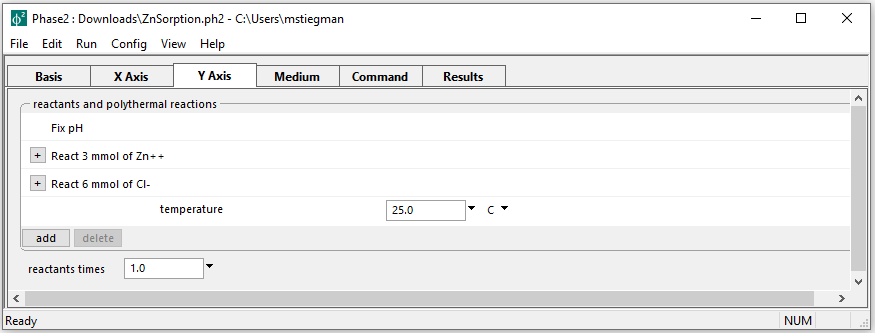 Phase2 : Downloads\ZnSorption.ph2 - C:\Users\mstiegman
File Edit Run Config View Help
Basis X Axis Y Axis Medium Command Results
reactants and polythermal reactions
Fix pH
+ React 3 mmol of Zn++
+ React 6 mmol of Cl-
temperature 25.0 C
add delete
reactants times 1.0
Ready NUM